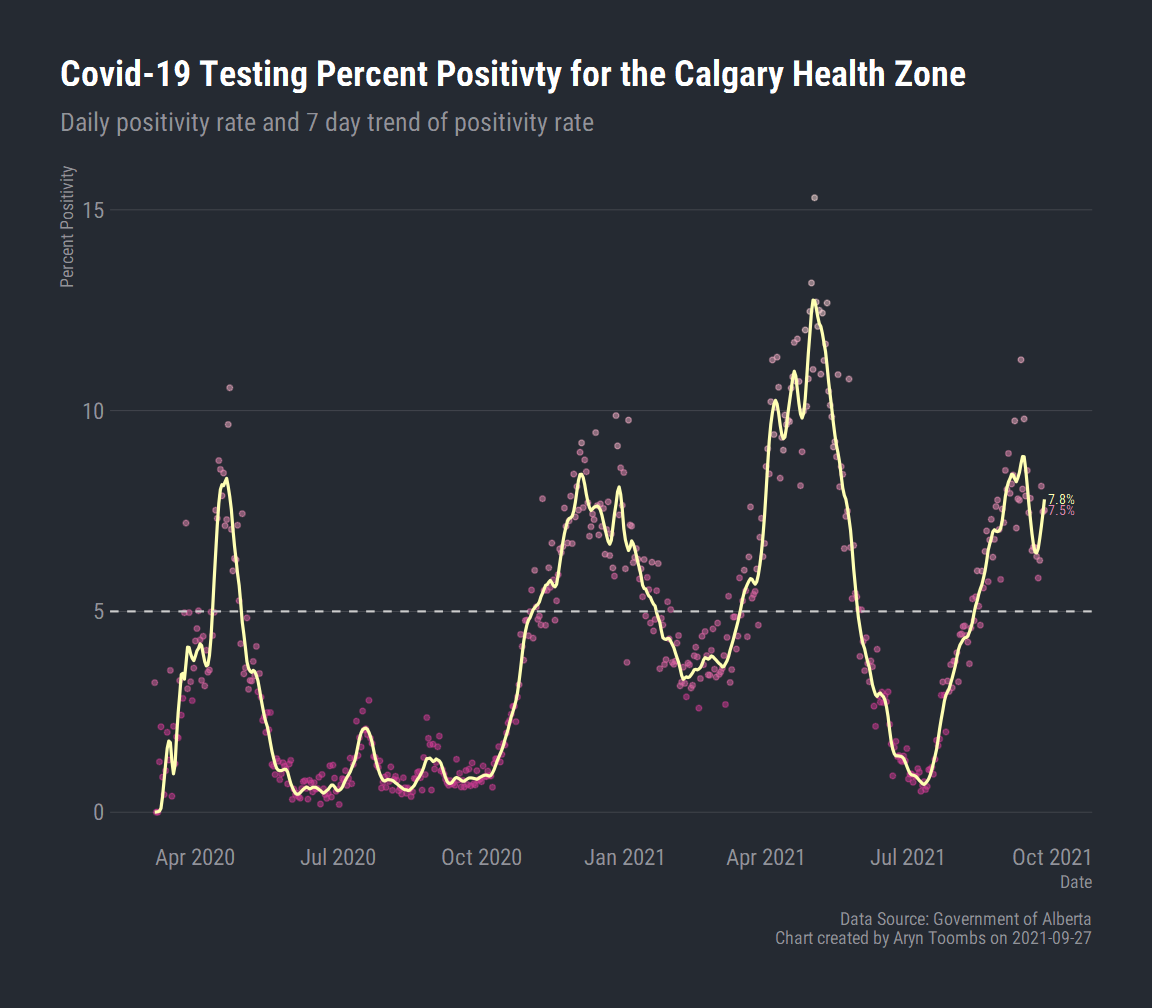 Covid-19 Testing Percent Positivty for the Calgary Health Zone
Daily positivity rate and 7 day trend of positivity rate
Percent Positivity
15
10
5
0
7.8%
7.5%
Apr 2020 Jul 2020 Oct 2020 Jan 2021 Apr 2021 Jul 2021 Oct 2021
Date
Data Source: Government of Alberta
Chart created by Aryn Toombs on 2021-09-27